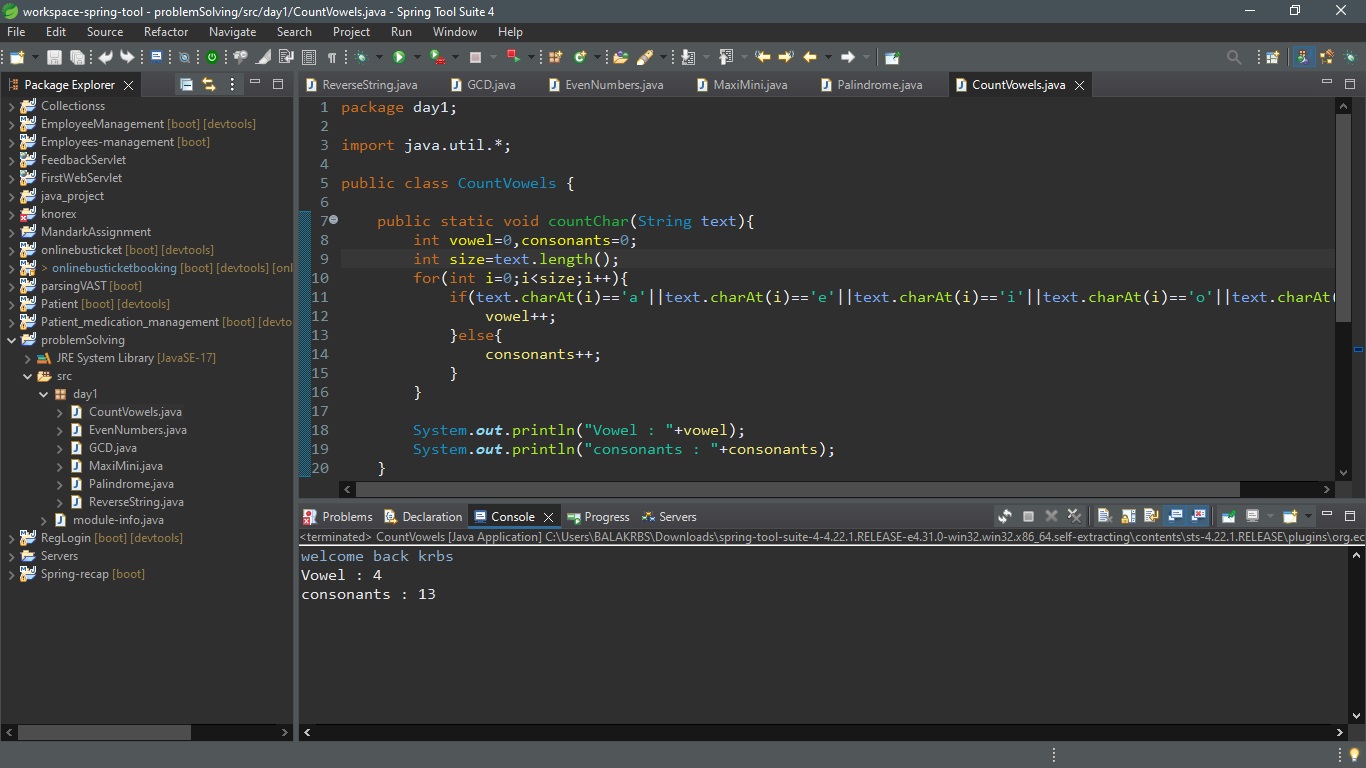 workspace-spring-tool - problemSolving/src/day1/CountVowels.java - Spring Tool Suite 4
File Edit Source Refactor Navigate Search Project Run Window Help
Package Explorer
Collectionss
EmployeeManagement [boot] [devtools]
Employees-management [boot]
FeedbackServlet
FirstWebServlet
java_project
knorex
MandarkAssignment
onlinebusticket [boot] [devtools]
> onlinebusticketbooking [boot] [devtools] [onl
parsingVAST [boot]
Patient [boot] [devtools]
Patient_medication_management [boot] [devto
problemSolving
JRE System Library [JavaSE-17]
src
day1
CountVowels.java
EvenNumbers.java
GCD.java
MaxiMini.java
Palindrome.java
ReverseString.java
module-info.java
RegLogin [boot] [devtools]
Servers
Spring-recap [boot]
ReverseString.java GCD.java EvenNumbers.java MaxiMini.java Palindrome.java CountVowels.java
1 package day1;
2
3 import java.util.*;
4
5 public class CountVowels {
6
7 public static void countChar(String text){
8 int vowel=0,consonants=0;
9 int size=text.length();
10 for(int i=0;i<size;i++){
11 if(text.charAt(i)=='a'||text.charAt(i)=='e'||text.charAt(i)=='i'||text.charAt(i)=='o'||text.charAt(
12 vowel++;
13 }else{
14 consonants++;
15 }
16 }
17
18 System.out.println("Vowel : "+vowel);
19 System.out.println("consonants : "+consonants);
20 }
Problems Declaration Console Progress Servers
<terminated> CountVowels [Java Application] C:\Users\BALAKRBS\Downloads\spring-tool-suite-4-4.22.1.RELEASE-e4.31.0-win32.win32.x86_64.self-extracting\contents\sts-4.22.1.RELEASE\plugins\org.ec
welcome back krbs
Vowel : 4
consonants : 13